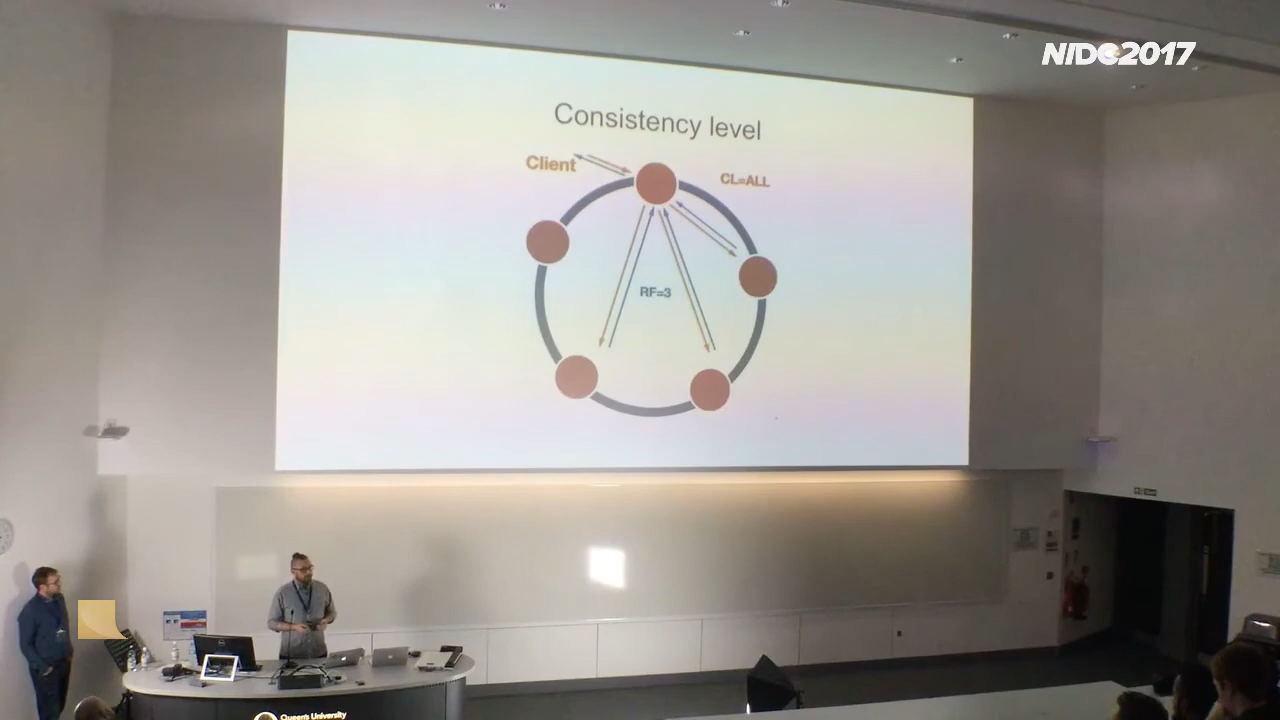 NIDC2017
Consistency level
Client
CL=ALL
RF=3
Queen's University